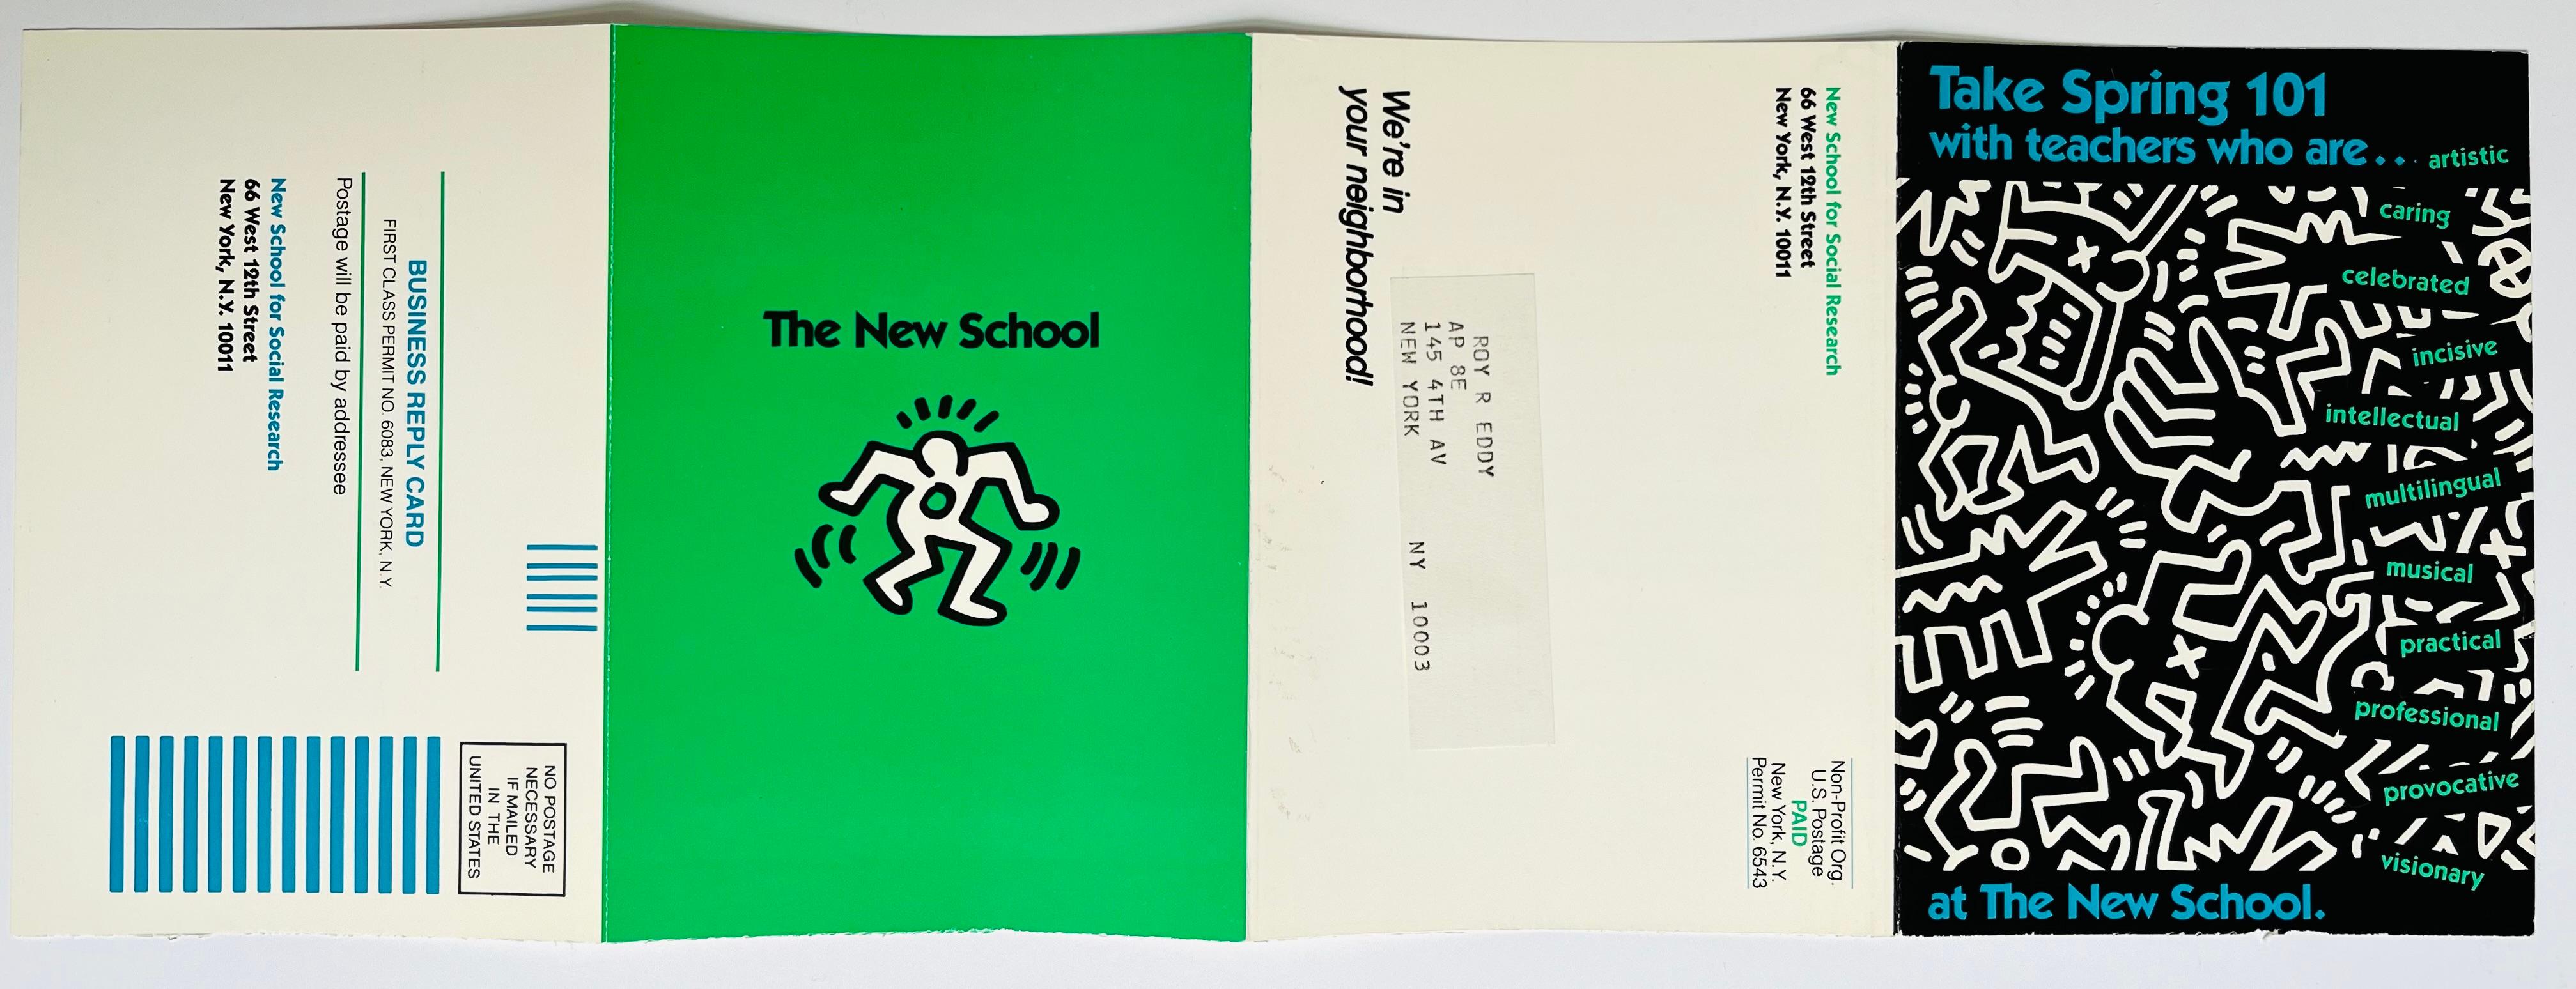 BUSINESS REPLY CARD
FIRST CLASS PERMIT NO. 6083, NEW YORK, N.Y.
Postage will be paid by addressee
New School for Social Research
66 West 12th Street
New York, N.Y. 10011
NO POSTAGE
NECESSARY
IF MAILED
IN THE
UNITED STATES
The New School
New School for Social Research
66 West 12th Street
New York, N.Y. 10011
Non-Profit Org.
U.S. Postage
PAID
New York, N.Y.
Permit No. 6543
ROY R EDDY
AP 8E
145 4TH AV
NEW YORK NY 10003
We're in
your neighborhood!
Take Spring 101
with teachers who are...
artistic
caring
celebrated
incisive
intellectual
multilingual
musical
practical
professional
provocative
visionary
at The New School.